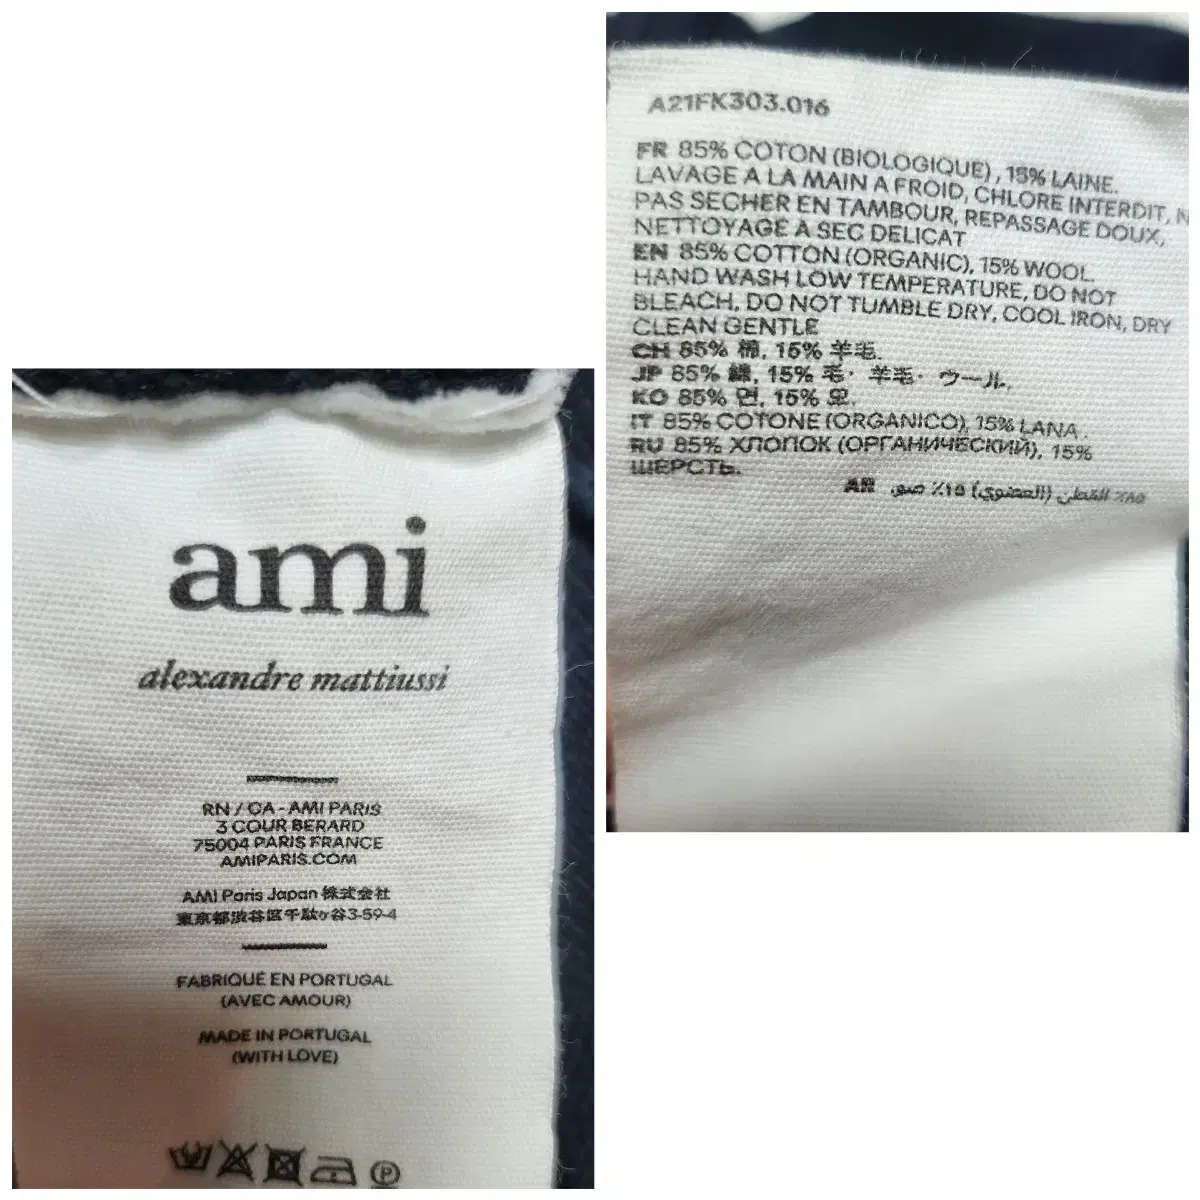 ami
alexandre mattiussi
RN / CA - AMI PARIS
3 COUR BERARD
75004 PARIS FRANCE
AMIPARIS.COM
AMI Paris Japan 株式会社
東京都渋谷区千駄ヶ谷3-59-4
FABRIQUE EN PORTUGAL
(AVEC AMOUR)
MADE IN PORTUGAL
(WITH LOVE)
P
A21FK303.016
FR 85% COTON (BIOLOGIQUE), 15% LAINE.
LAVAGE A LA MAIN A FROID, CHLORE INTERDIT, N
PAS SECHER EN TAMBOUR, REPASSAGE DOUX,
NETTOYAGE A SEC DELICAT
EN 85% COTTON (ORGANIC), 15% WOOL.
HAND WASH LOW TEMPERATURE, DO NOT
BLEACH, DO NOT TUMBLE DRY, COOL IRON, DRY
CLEAN GENTLE
CH 85% 棉, 15% 羊毛.
JP 85% 綿, 15% 毛・羊毛・ウール.
KO 85% 면, 15% 모.
IT 85% COTONE (ORGANICO), 15% LANA.
RU 85% ХЛОПОК (ОРГАНИЧЕСКИЙ), 15%
ШЕРСТЬ.
AR ٨٥٪ القطن (العضوي) ١٥٪ صوف